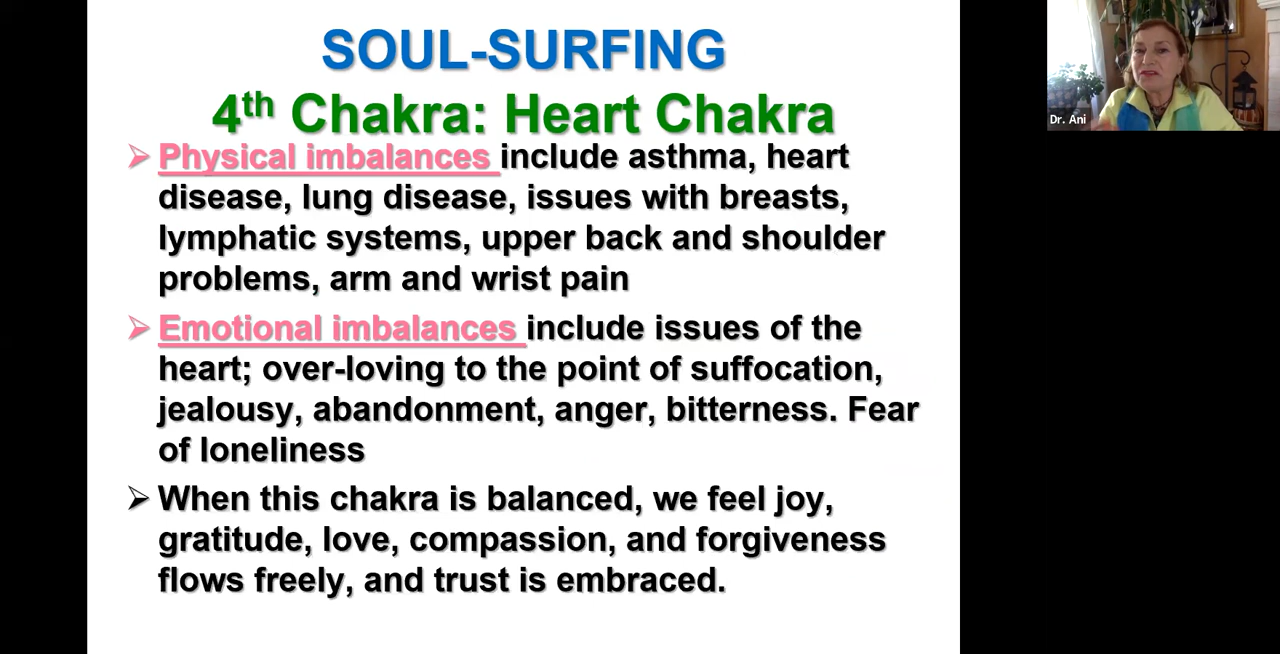 SOUL-SURFING
4th Chakra: Heart Chakra
➢ Physical imbalances include asthma, heart
disease, lung disease, issues with breasts,
lymphatic systems, upper back and shoulder
problems, arm and wrist pain
➢ Emotional imbalances include issues of the
heart; over-loving to the point of suffocation,
jealousy, abandonment, anger, bitterness. Fear
of loneliness
➢ When this chakra is balanced, we feel joy,
gratitude, love, compassion, and forgiveness
flows freely, and trust is embraced.
Dr. Ani